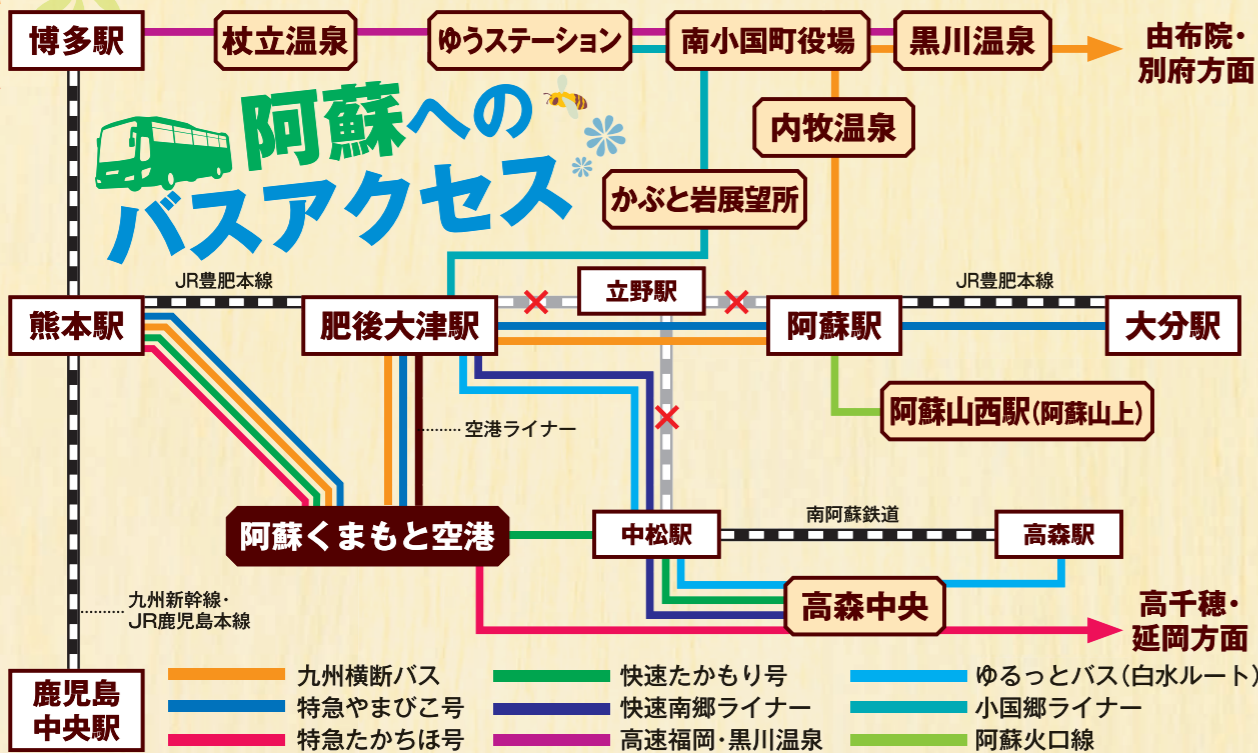 博多駅
杖立温泉
ゆうステーション
南小国町役場
黒川温泉
由布院・
別府方面
阿蘇への
バスアクセス
内牧温泉
かぶと岩展望所
JR豊肥本線
立野駅
JR豊肥本線
熊本駅
肥後大津駅
阿蘇駅
大分駅
阿蘇山西駅(阿蘇山上)
空港ライナー
阿蘇くまもと空港
中松駅
南阿蘇鉄道
高森駅
高森中央
九州新幹線・
JR鹿児島本線
高千穂・
延岡方面
鹿児島
中央駅
九州横断バス
快速たかもり号
ゆるっとバス(白水ルート)
特急やまびこ号
快速南郷ライナー
小国郷ライナー
特急たかちほ号
高速福岡・黒川温泉
阿蘇火口線